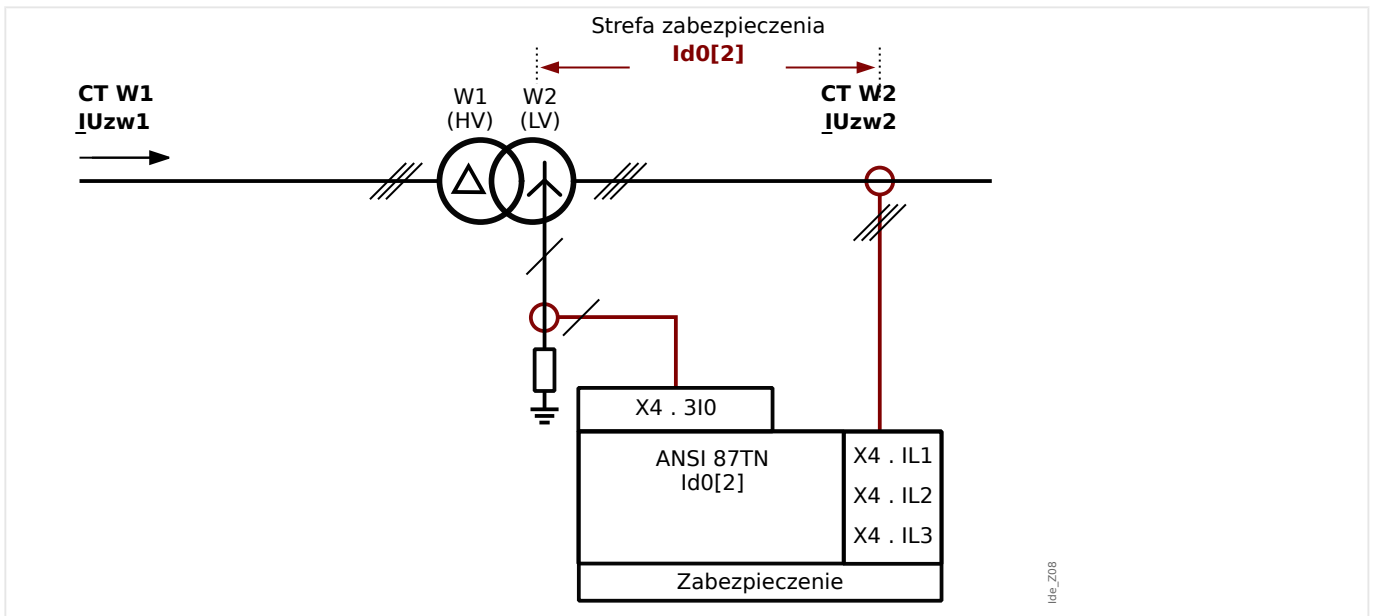 Strefa zabezpieczenia
Id0[2]
CT W1
IUzw1
W1
(HV)
W2
(LV)
CT W2
IUzw2
X4 . 3I0
ANSI 87TN
Id0[2]
X4 . IL1
X4 . IL2
X4 . IL3
Zabezpieczenie
Ide_Z08